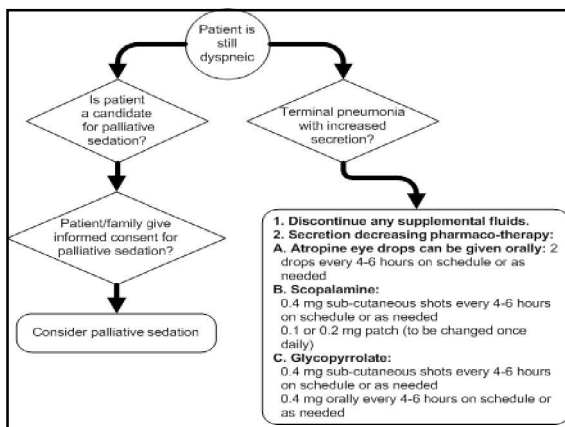 Patient is
still
dyspneic
Is patient
a candidate
for palliative
sedation?
Terminal pneumonia
with increased
secretion?
Patient/family give
informed consent for
palliative sedation?
Consider palliative sedation
1. Discontinue any supplemental fluids.
2. Secretion decreasing pharmaco-therapy:
A. Atropine eye drops can be given orally: 2
drops every 4-6 hours on schedule or as
needed
B. Scopalamine:
0.4 mg sub-cutaneous shots every 4-6 hours
on schedule or as needed
0.1 or 0.2 mg patch (to be changed once
daily)
C. Glycopyrrolate:
0.4 mg sub-cutaneous shots every 4-6 hours
on schedule or as needed
0.4 mg orally every 4-6 hours on schedule or
as needed